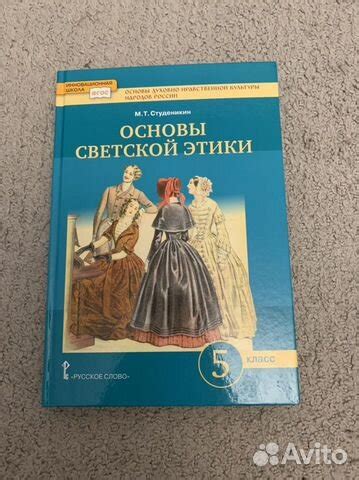 ИННОВАЦИОННАЯ
ШКОЛА
ФГОС
ОСНОВЫ ДУХОВНО-НРАВСТВЕННОЙ КУЛЬТУРЫ
НАРОДОВ РОССИИ
М.Т. Студеникин
ОСНОВЫ
СВЕТСКОЙ ЭТИКИ
5 КЛАСС
«РУССКОЕ СЛОВО»
Avito